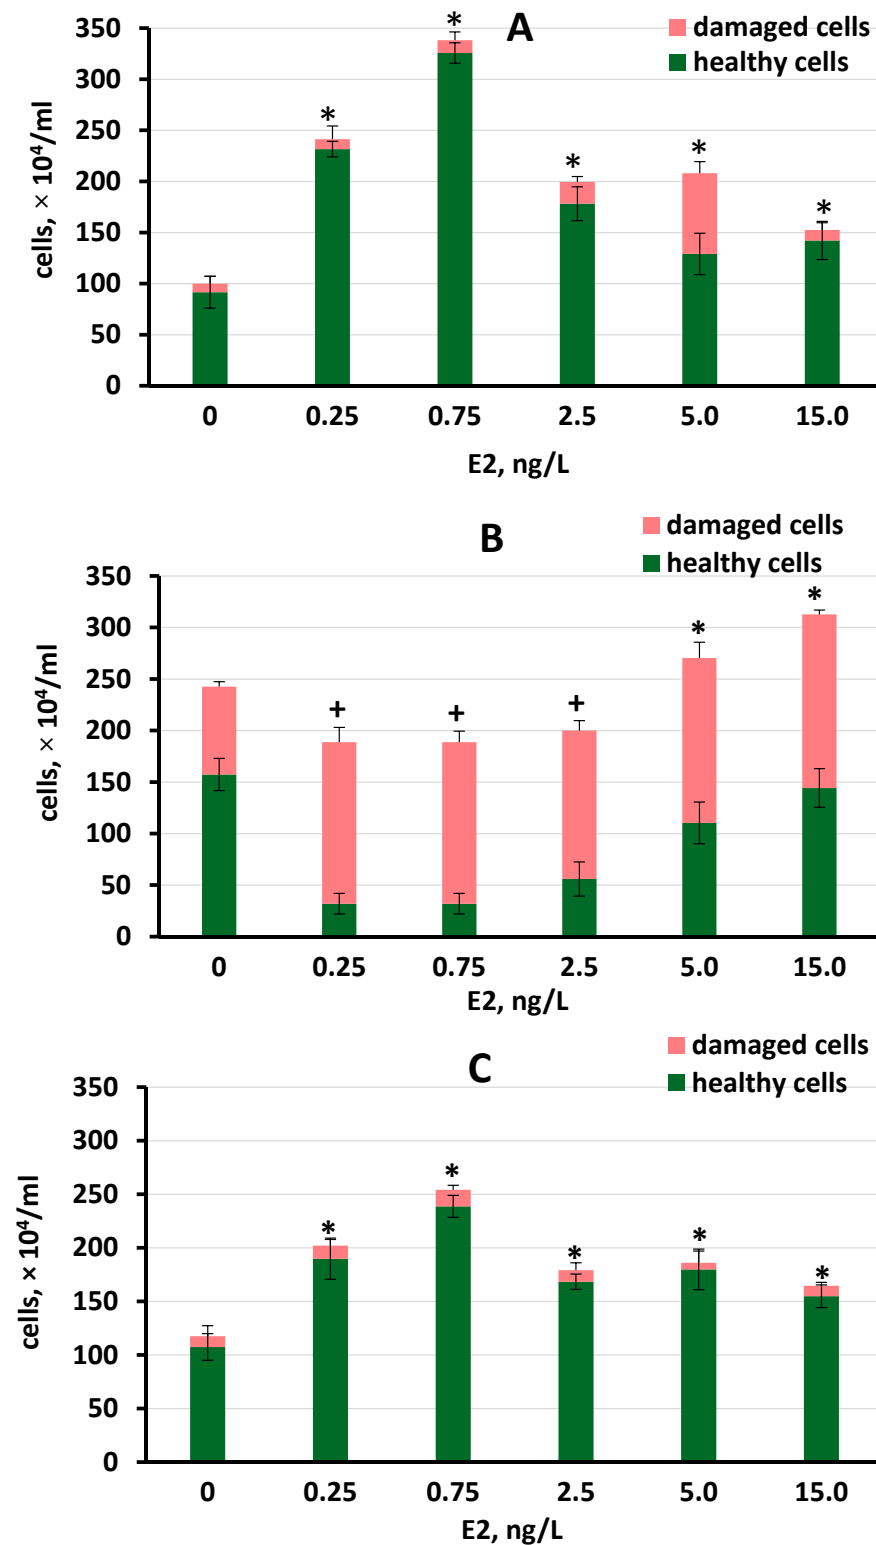 A
damaged cells
healthy cells
cells, × 10⁴/ml
350
300
250
200
150
100
50
0
*
*
*
*
*
0 0.25 0.75 2.5 5.0 15.0
E2, ng/L
B
damaged cells
healthy cells
cells, × 10⁴/ml
350
300
250
200
150
100
50
0
+
+
+
*
*
0 0.25 0.75 2.5 5.0 15.0
E2, ng/L
C
damaged cells
healthy cells
cells, × 10⁴/ml
350
300
250
200
150
100
50
0
*
*
*
*
*
0 0.25 0.75 2.5 5.0 15.0
E2, ng/L